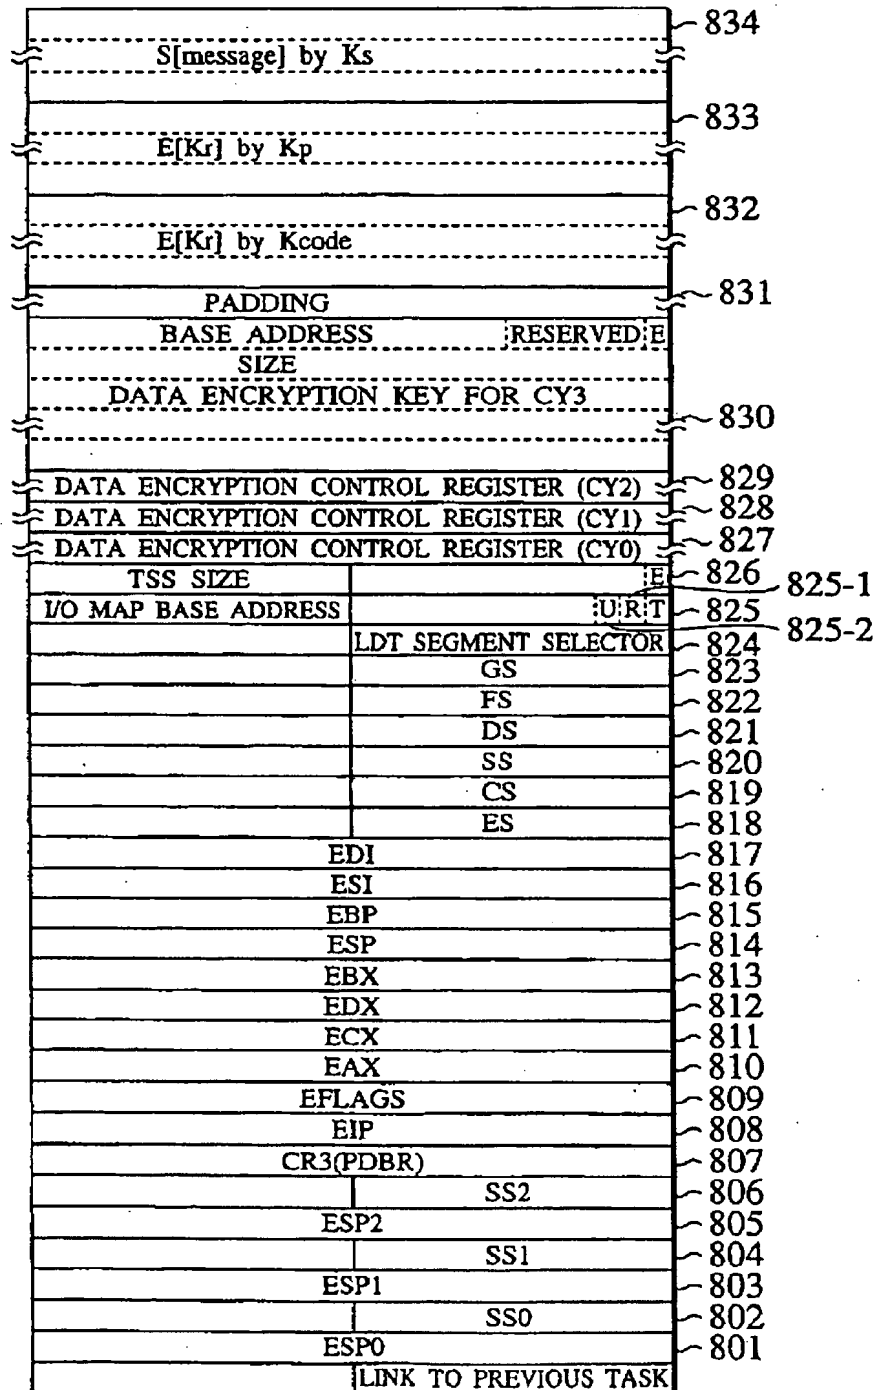 834
S[message] by Ks
833
E[Kr] by Kp
832
E[Kr] by Kcode
831
PADDING
BASE ADDRESS RESERVED E
SIZE
DATA ENCRYPTION KEY FOR CY3
830
DATA ENCRYPTION CONTROL REGISTER (CY2) 829
DATA ENCRYPTION CONTROL REGISTER (CY1) 828
DATA ENCRYPTION CONTROL REGISTER (CY0) 827
TSS SIZE E 826
825-1
I/O MAP BASE ADDRESS U R T 825
825-2
LDT SEGMENT SELECTOR 824
GS 823
FS 822
DS 821
SS 820
CS 819
ES 818
EDI 817
ESI 816
EBP 815
ESP 814
EBX 813
EDX 812
ECX 811
EAX 810
EFLAGS 809
EIP 808
CR3(PDBR) 807
SS2 806
ESP2 805
SS1 804
ESP1 803
SS0 802
ESP0 801
LINK TO PREVIOUS TASK